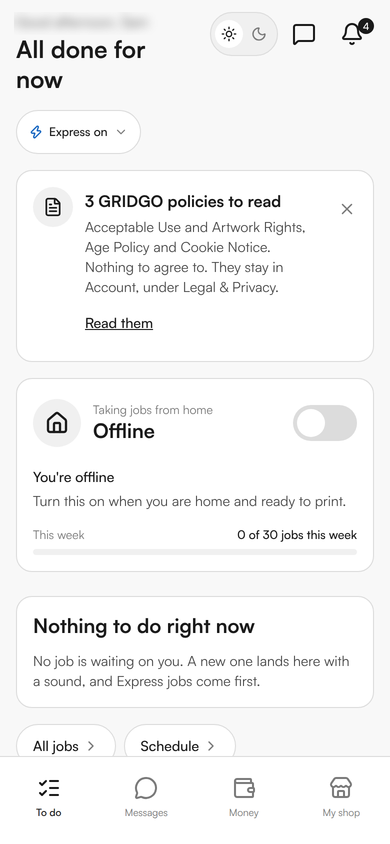 All done for
now
4
Express on
3 GRIDGO policies to read
Acceptable Use and Artwork Rights,
Age Policy and Cookie Notice.
Nothing to agree to. They stay in
Account, under Legal & Privacy.
Read them
Taking jobs from home
Offline
You're offline
Turn this on when you are home and ready to print.
This week
0 of 30 jobs this week
Nothing to do right now
No job is waiting on you. A new one lands here with
a sound, and Express jobs come first.
All jobs
Schedule
To do
Messages
Money
My shop